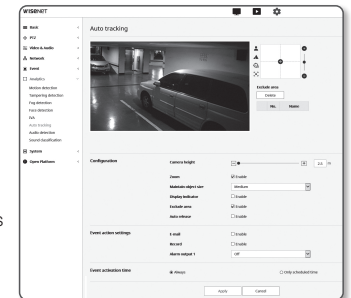 WISENET
Basic
PTZ
Video & Audio
Network
Event
Analytics
Motion detection
Tampering detection
Fog detection
Face detection
IVA
Auto tracking
Audio detection
Sound classification
System
Open Platform
Auto tracking
Exclude area
Delete
No. Name
Configuration
Camera height
2.5 m
Zoom Enable
Maintain object size Medium
Display indicator Enable
Exclude area Enable
Auto release Enable
Event action settings
E-mail Enable
Record Enable
Alarm output 1 Off
Event activation time
Always Only scheduled time
Apply Cancel
s